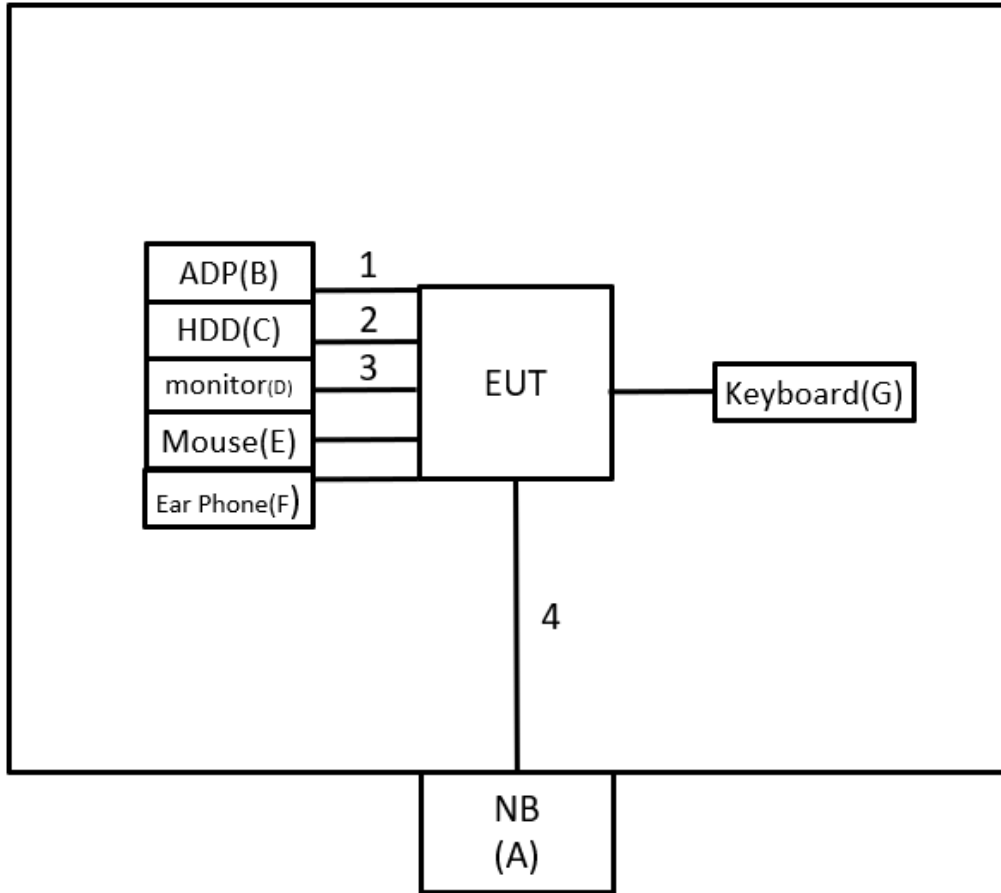 ADP(B)
1
HDD(C)
2
monitor(D)
3
Mouse(E)
Ear Phone(F)
EUT
Keyboard(G)
4
NB
(A)